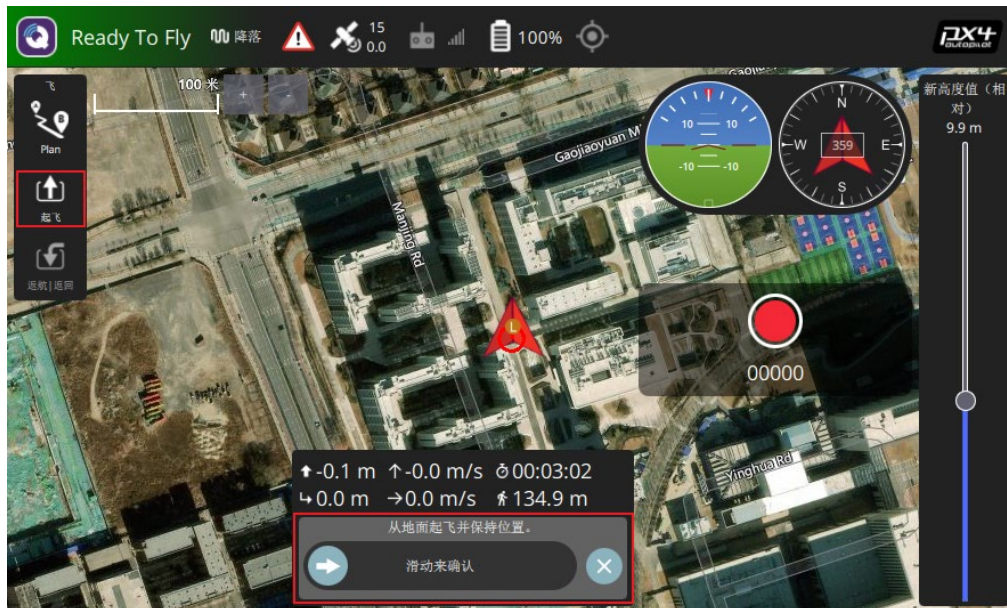 Ready To Fly
降落
15
0.0
100%
PX4
autopilot
飞
Plan
起飞
返航|返回
100 米
+
-
Gaojiaoyuan M
Manjing Rd
Yinghua Rd
10 10
-10 -10
N
W
359
E
S
新高度值（相
对）
9.9 m
L
00000
-0.1 m
-0.0 m/s
00:03:02
0.0 m
0.0 m/s
134.9 m
从地面起飞并保持位置。
滑动来确认